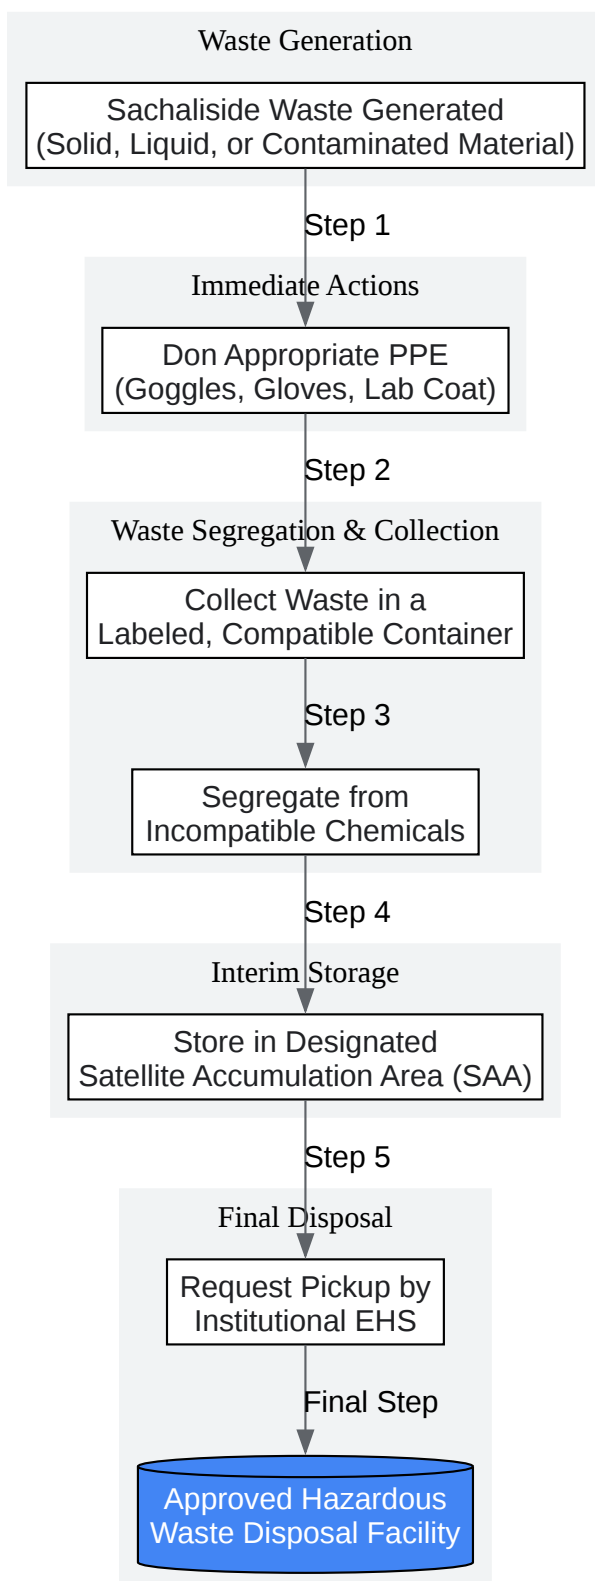 Waste Generation
Sachaliside Waste Generated
(Solid, Liquid, or Contaminated Material)
Step 1
Immediate Actions
Don Appropriate PPE
(Goggles, Gloves, Lab Coat)
Step 2
Waste Segregation & Collection
Collect Waste in a
Labeled, Compatible Container
Step 3
Segregate from
Incompatible Chemicals
Step 4
Interim Storage
Store in Designated
Satellite Accumulation Area (SAA)
Step 5
Final Disposal
Request Pickup by
Institutional EHS
Final Step
Approved Hazardous
Waste Disposal Facility